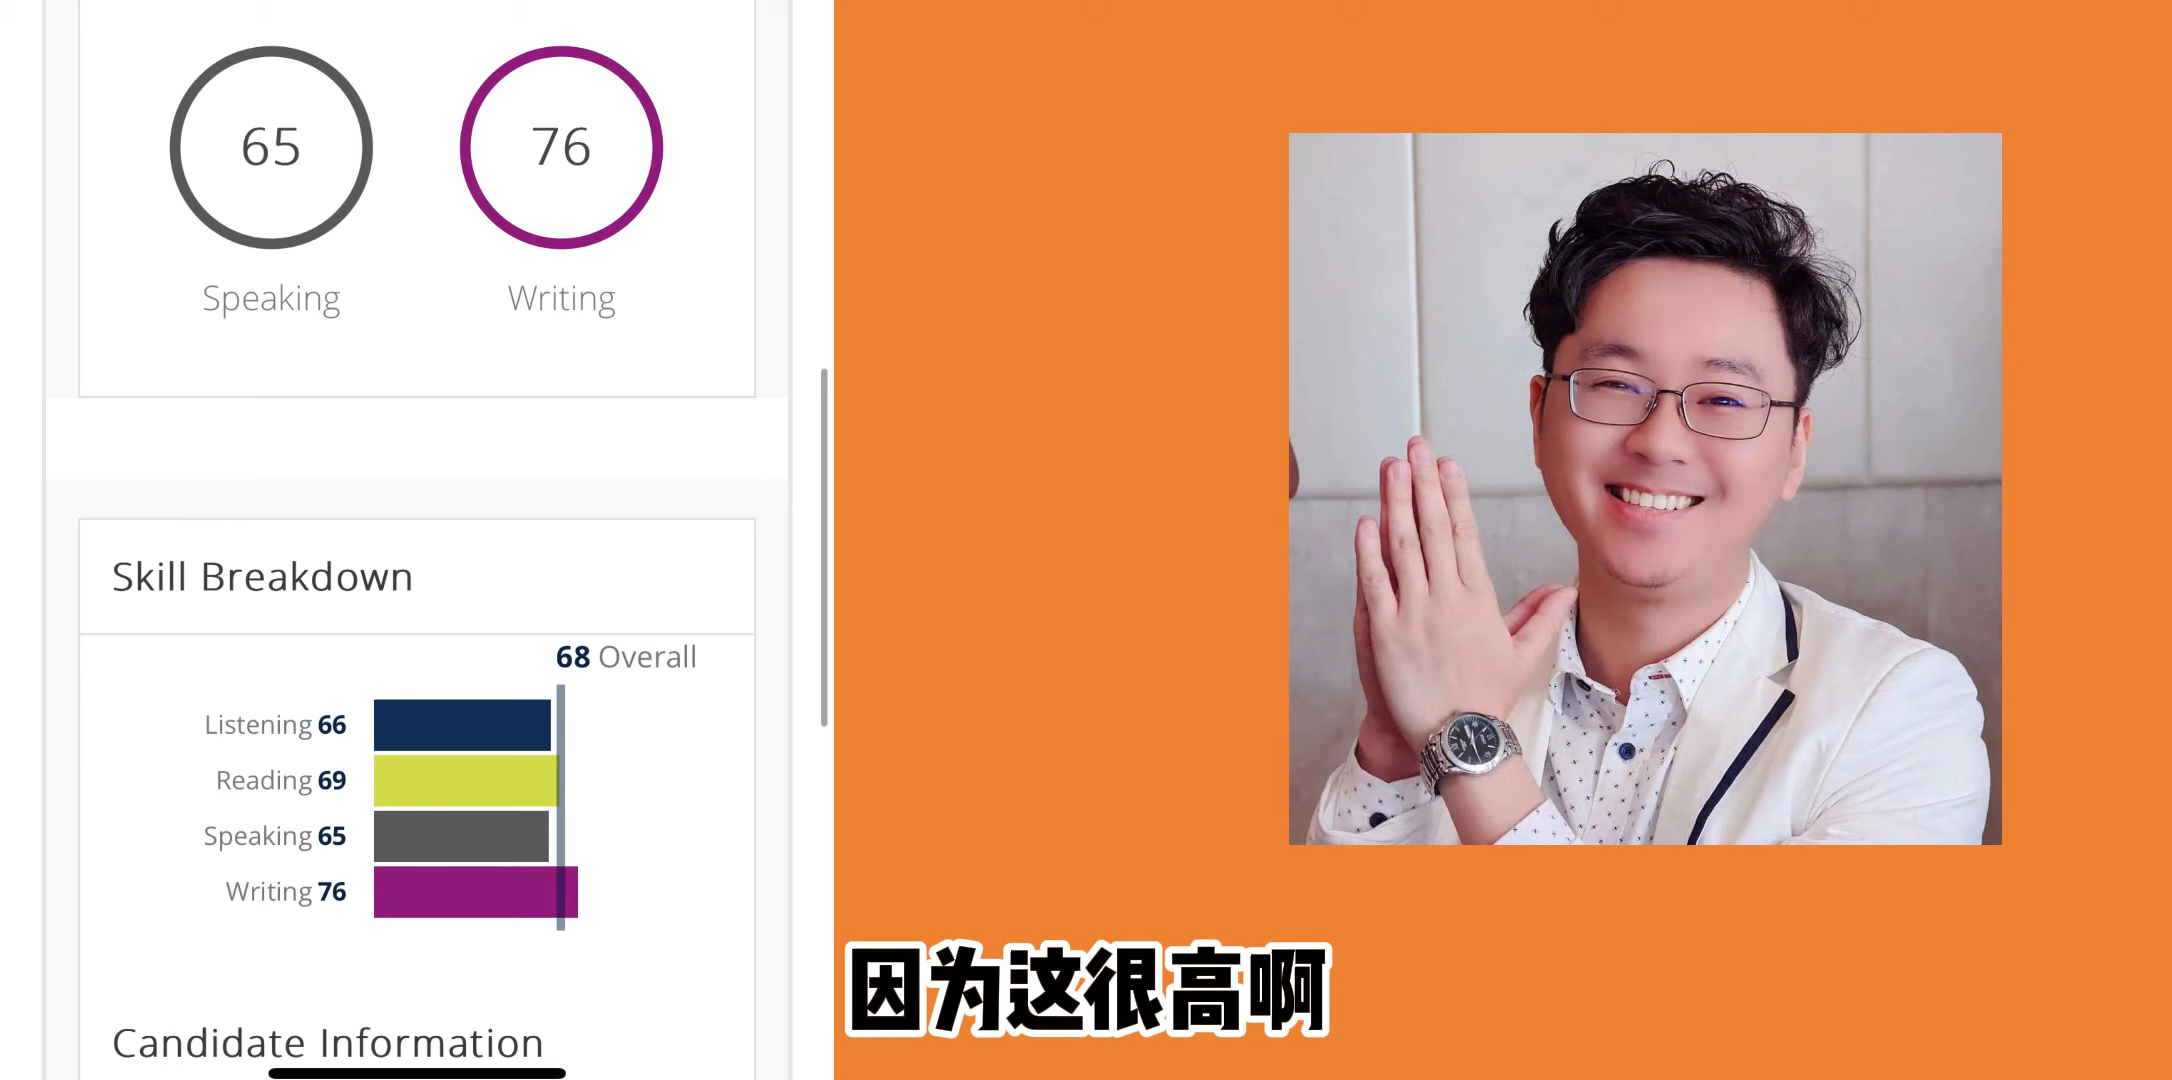 65
76
Speaking
Writing
Skill Breakdown
68 Overall
Listening 66
Reading 69
Speaking 65
Writing 76
Candidate Information
因为这很高啊